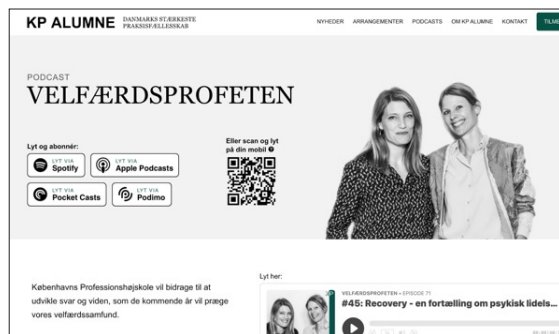 KP ALUMNE
DANMARKS STÆRKESTE
PRAKSISFÆLLESSKAB
NYHEDER ARRANGEMENTER PODCASTS OM KP ALUMNE KONTAKT TILME
PODCAST
VELFÆRDSPROFETEN
Lyt og abonnér:
LYT VIA
Spotify
LYT VIA
Apple Podcasts
LYT VIA
Pocket Casts
LYT VIA
Podimo
Eller scan og lyt
på din mobil
Københavns Professionshøjskole vil bidrage til at
udvikle svar og viden, som de kommende år vil præge
vores velfærdssamfund.
Lyt her:
VELFÆRDSPROFETEN • EPISODE 71
#45: Recovery - en fortælling om psykisk lidels...